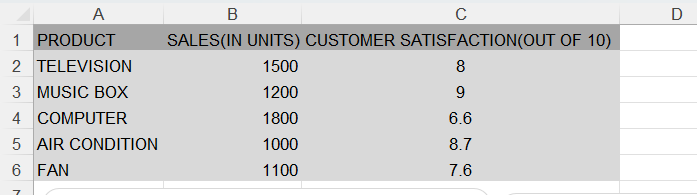 A B C D
1 PRODUCT SALES(IN UNITS) CUSTOMER SATISFACTION(OUT OF 10)
2 TELEVISION 1500 8
3 MUSIC BOX 1200 9
4 COMPUTER 1800 6.6
5 AIR CONDITION 1000 8.7
6 FAN 1100 7.6